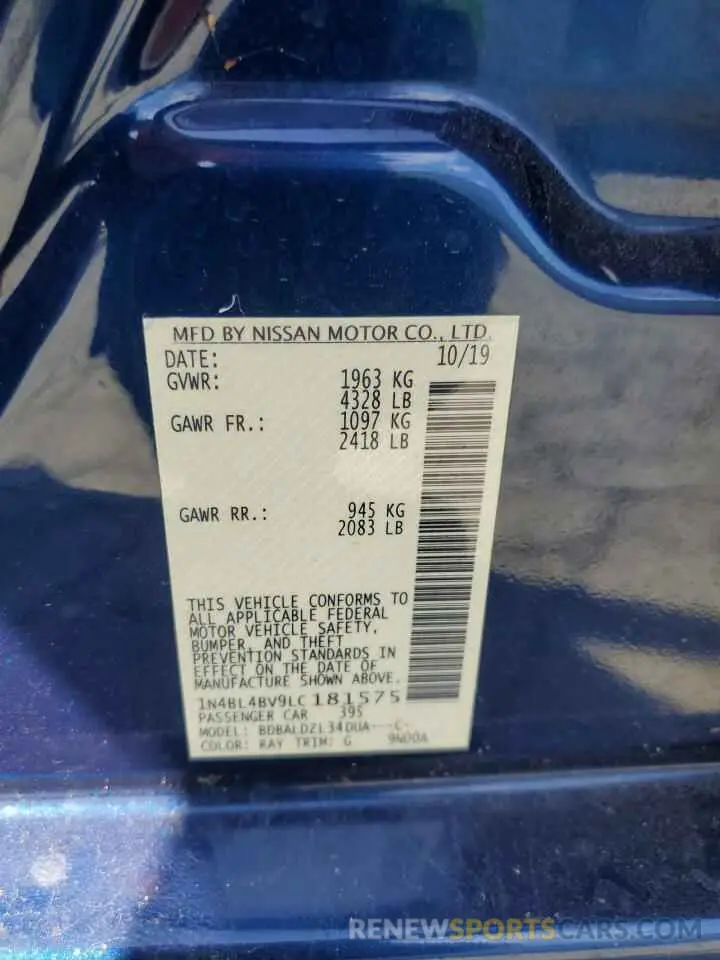 MFD BY NISSAN MOTOR CO., LTD.
DATE: 10/19
GVWR: 1963 KG
4328 LB
GAWR FR.: 1097 KG
2418 LB
GAWR RR.: 945 KG
2083 LB
THIS VEHICLE CONFORMS TO
ALL APPLICABLE FEDERAL
MOTOR VEHICLE SAFETY,
BUMPER, AND THEFT
PREVENTION STANDARDS IN
EFFECT ON THE DATE OF
MANUFACTURE SHOWN ABOVE.
1N4BL4BV9LC181575
PASSENGER CAR 395
MODEL: BDBALDZL34DUA---C-
COLOR: RAY TRIM: G 9600A
RENEWSPORTSCARS.COM